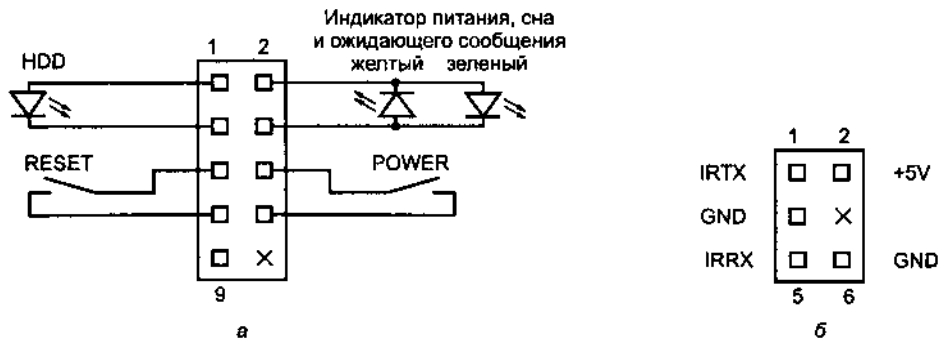 Индикатор питания, сна
и ожидающего сообщения
желтый зеленый
HDD
1 2
RESET
POWER
9
а
1 2
IRTX +5V
GND
IRRX GND
5 6
б